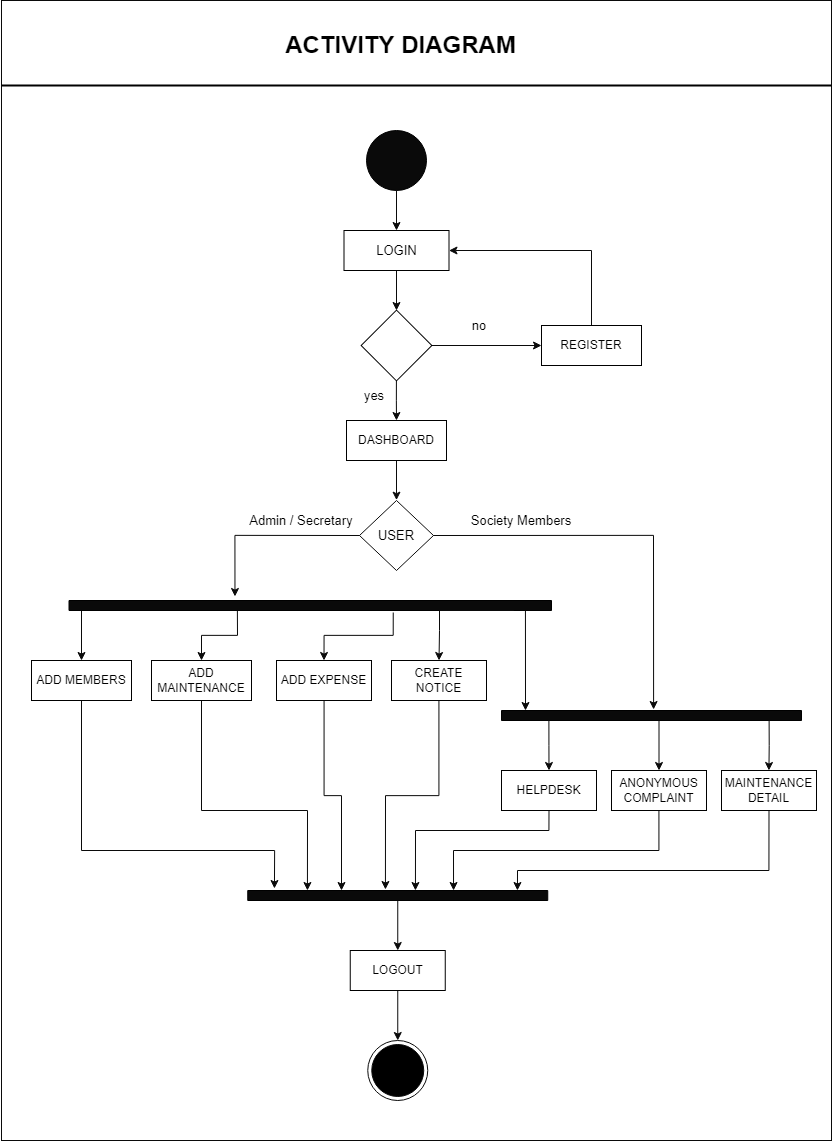 ACTIVITY DIAGRAM
LOGIN
no
REGISTER
yes
DASHBOARD
Admin / Secretary
USER
Society Members
ADD MEMBERS
ADD
MAINTENANCE
ADD EXPENSE
CREATE
NOTICE
HELPDESK
ANONYMOUS
COMPLAINT
MAINTENANCE
DETAIL
LOGOUT